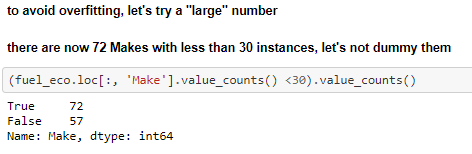 to avoid overfitting, let's try a "large" number
there are now 72 Makes with less than 30 instances, let's not dummy them
(fuel_eco.loc[:, 'Make'].value_counts() <30).value_counts()
True     72
False    57
Name: Make, dtype: int64